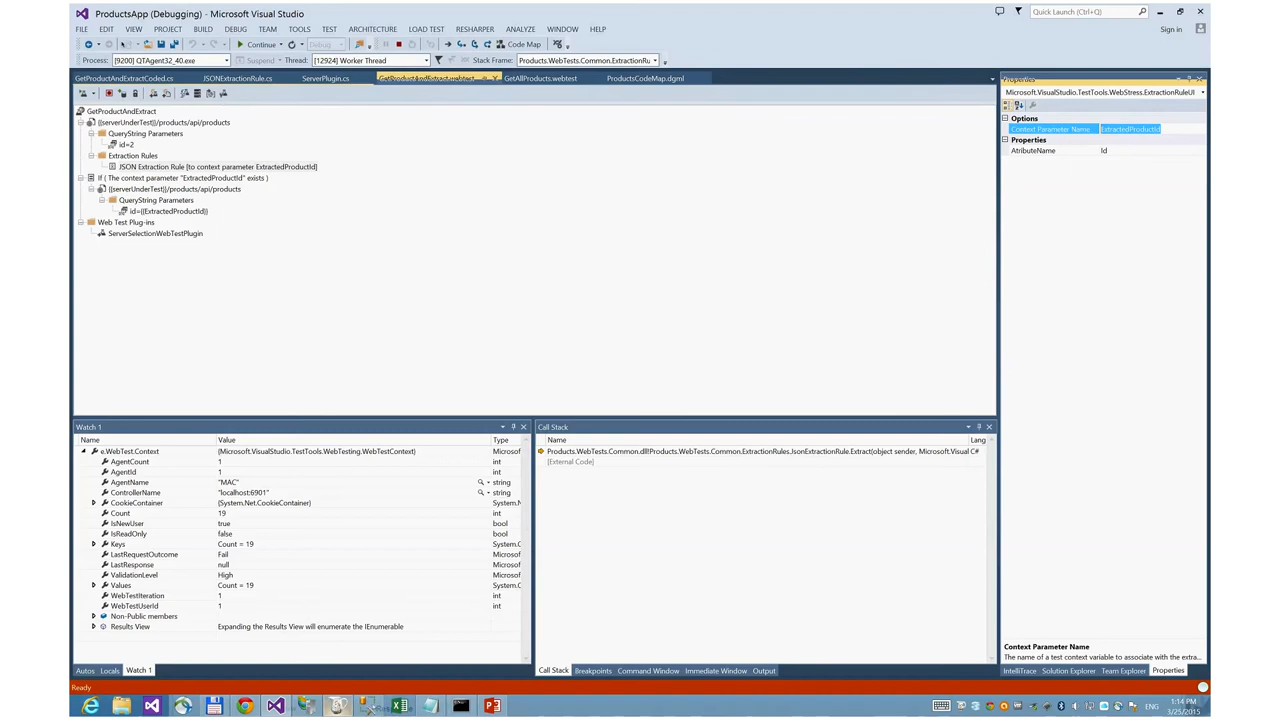 ProductsApp (Debugging) - Microsoft Visual Studio
Quick Launch (Ctrl+Q)
FILE EDIT VIEW PROJECT BUILD DEBUG TEAM TOOLS TEST ARCHITECTURE LOAD TEST RESHARPER ANALYZE WINDOW HELP
Sign in
Continue Debug Code Map
Process: [9200] QTAgent32_40.exe Suspend Thread: [12924] Worker Thread Stack Frame: Products.WebTests.Common.ExtractionRu
GetProductAndExtractCoded.cs JSONExtractionRule.cs ServerPlugin.cs GetProductAndExtract.webtest GetAllProducts.webtest ProductsCodeMap.dgml
Properties
Microsoft.VisualStudio.TestTools.WebStress.ExtractionRuleUI
GetProductAndExtract
{{serverUnderTest}}/products/api/products
QueryString Parameters
id=2
Extraction Rules
JSON Extraction Rule [to context parameter ExtractedProductId]
If ( The context parameter "ExtractedProductId" exists )
{{serverUnderTest}}/products/api/products
QueryString Parameters
id={{ExtractedProductId}}
Web Test Plug-ins
ServerSelectionWebTestPlugin
Options
Context Parameter Name ExtractedProductId
Properties
AtributeName Id
Watch 1
Name Value Type
e.WebTest.Context {Microsoft.VisualStudio.TestTools.WebTesting.WebTestContext} Microsof
AgentCount 1 int
AgentId 1 int
AgentName "MAC" string
ControllerName "localhost:6901" string
CookieContainer {System.Net.CookieContainer} System.N
Count 19 int
IsNewUser true bool
IsReadOnly false bool
Keys Count = 19 System.C
LastRequestOutcome Fail Microsof
LastResponse null Microsof
ValidationLevel High Microsof
Values Count = 19 System.C
WebTestIteration 1 int
WebTestUserId 1 int
Non-Public members
Results View Expanding the Results View will enumerate the IEnumerable
Autos Locals Watch 1
Call Stack
Name Lang
Products.WebTests.Common.dll!Products.WebTests.Common.ExtractionRules.JsonExtractionRule.Extract(object sender, Microsoft.Visual C#
[External Code]
Call Stack Breakpoints Command Window Immediate Window Output
Context Parameter Name
The name of a test context variable to associate with the extra...
IntelliTrace Solution Explorer Team Explorer Properties
Ready
ENG
1:14 PM
3/25/2015